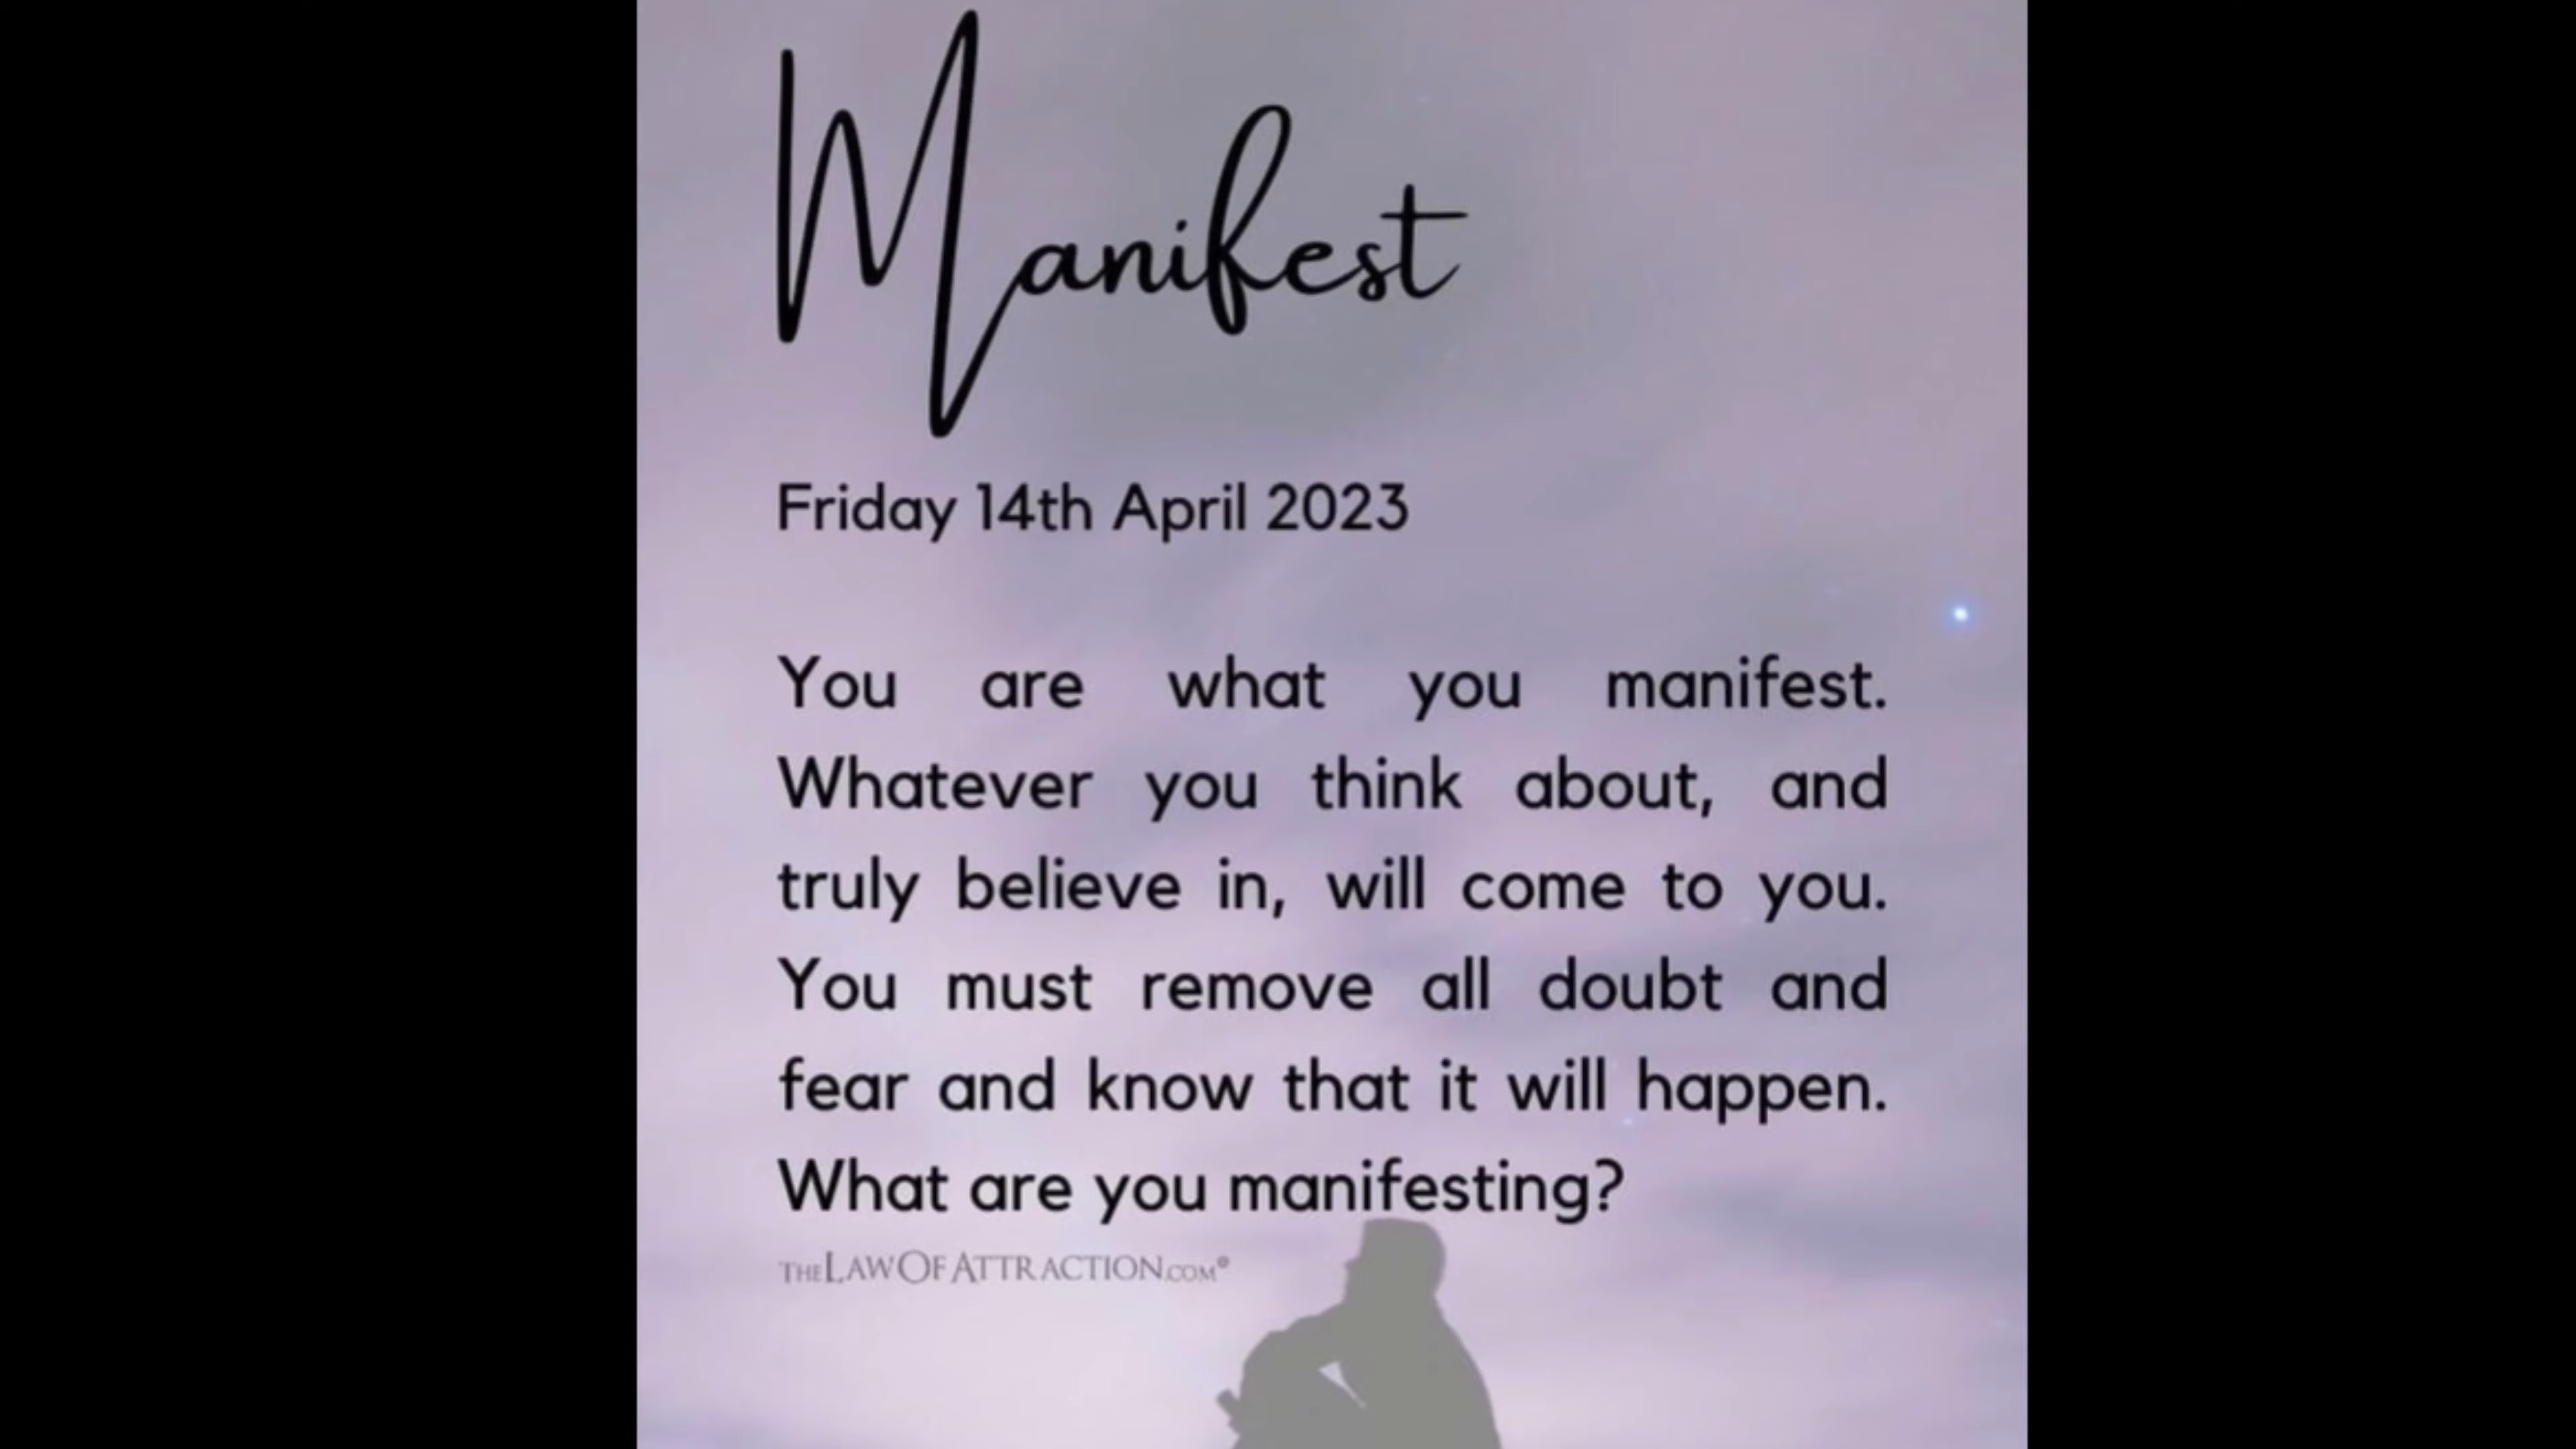 Manifest
Friday 14th April 2023
You are what you manifest.
Whatever you think about, and
truly believe in, will come to you.
You must remove all doubt and
fear and know that it will happen.
What are you manifesting?
THELAWOFATTRACTION.COM®